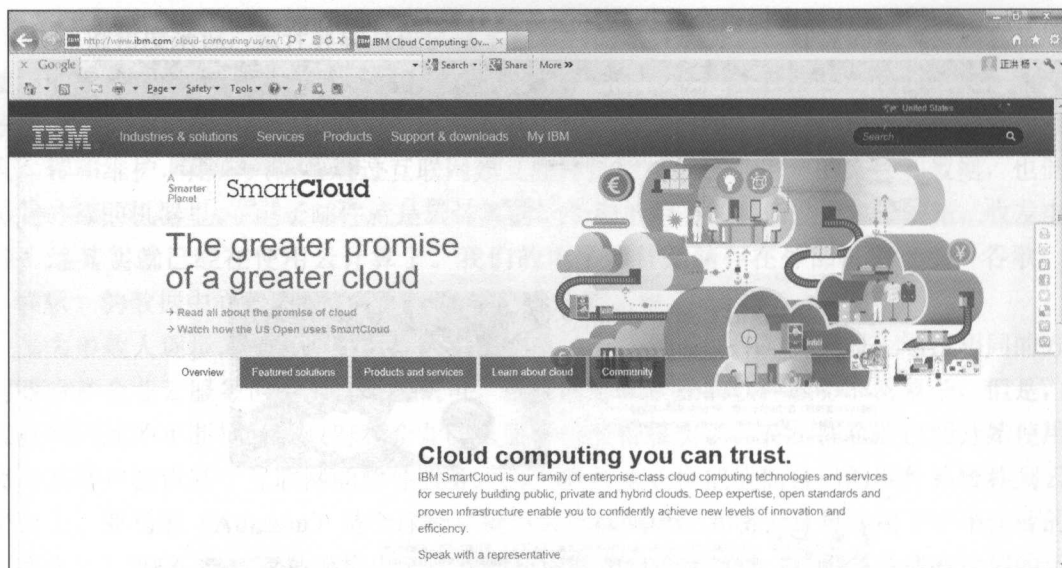 http://www.ibm.com/cloud-computing/us/en/
IBM Cloud Computing: Ov...
Google
Search
Share
More »
Page
Safety
Tools
United States
IBM
Industries & solutions
Services
Products
Support & downloads
My IBM
Search
A
Smarter
Planet
SmartCloud
The greater promise
of a greater cloud
→ Read all about the promise of cloud
→ Watch how the US Open uses SmartCloud
Overview
Featured solutions
Products and services
Learn about cloud
Community
Cloud computing you can trust.
IBM SmartCloud is our family of enterprise-class cloud computing technologies and services
for securely building public, private and hybrid clouds. Deep expertise, open standards and
proven infrastructure enable you to confidently achieve new levels of innovation and
efficiency.
Speak with a representative